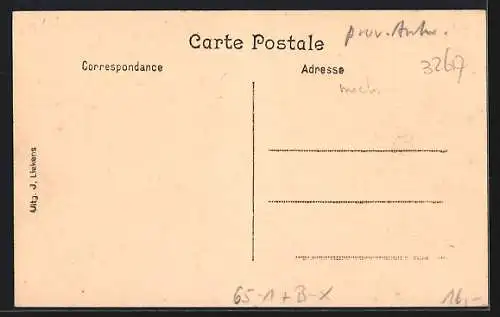 Carte Postale
prov. Antw.
Correspondance
Adresse
3267
mech.
Uitg. J. Liekens
65-1+B-X
16,-